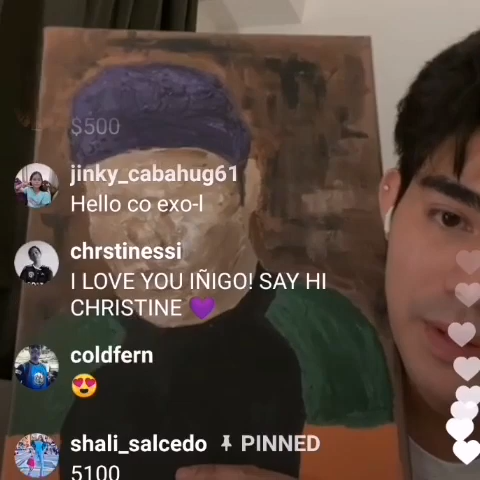 $500
jinky_cabahug61
Hello co exo-l
chrstinessi
I LOVE YOU IÑIGO! SAY HI
CHRISTINE 💜
coldfern
😍
shali_salcedo PINNED
5100